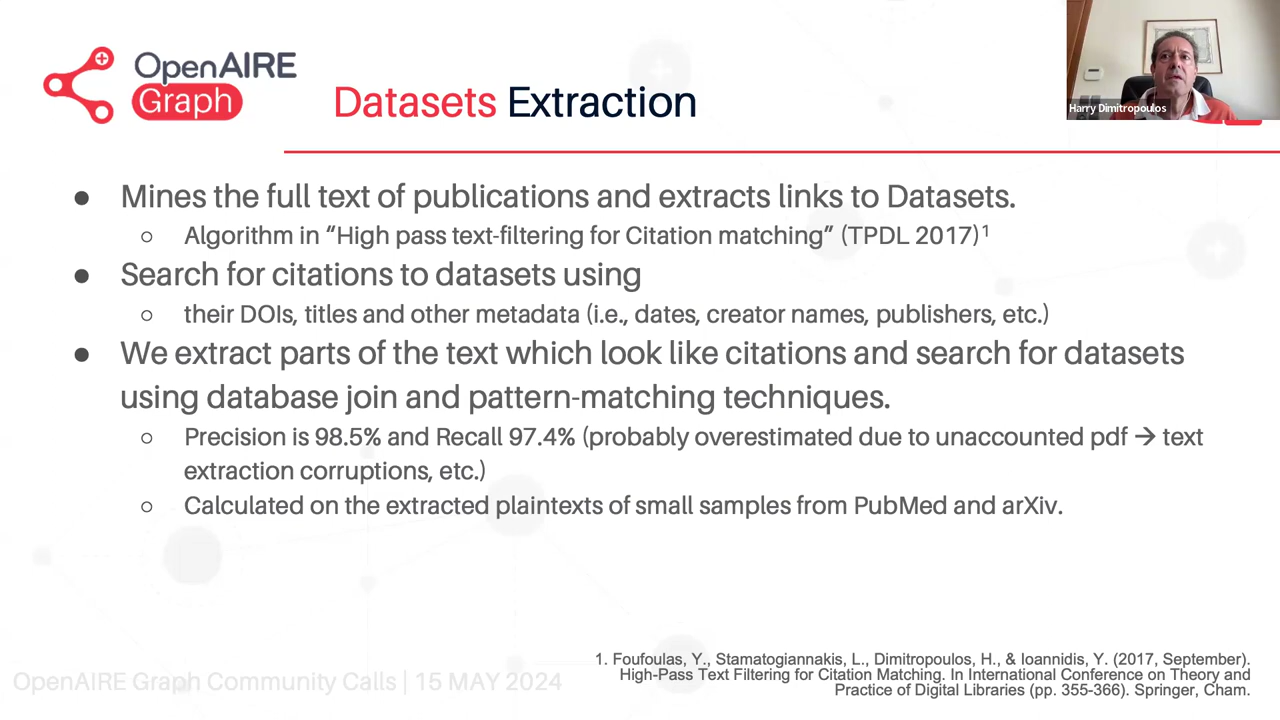 OpenAIRE
Graph
Datasets Extraction
Harry Dimitropoulos
● Mines the full text of publications and extracts links to Datasets.
○ Algorithm in “High pass text-filtering for Citation matching” (TPDL 2017)¹
● Search for citations to datasets using
○ their DOIs, titles and other metadata (i.e., dates, creator names, publishers, etc.)
● We extract parts of the text which look like citations and search for datasets
using database join and pattern-matching techniques.
○ Precision is 98.5% and Recall 97.4% (probably overestimated due to unaccounted pdf → text
extraction corruptions, etc.)
○ Calculated on the extracted plaintexts of small samples from PubMed and arXiv.
1. Foufoulas, Y., Stamatogiannakis, L., Dimitropoulos, H., & Ioannidis, Y. (2017, September).
High-Pass Text Filtering for Citation Matching. In International Conference on Theory and
Practice of Digital Libraries (pp. 355-366). Springer, Cham.
OpenAIRE Graph Community Calls | 15 MAY 2024